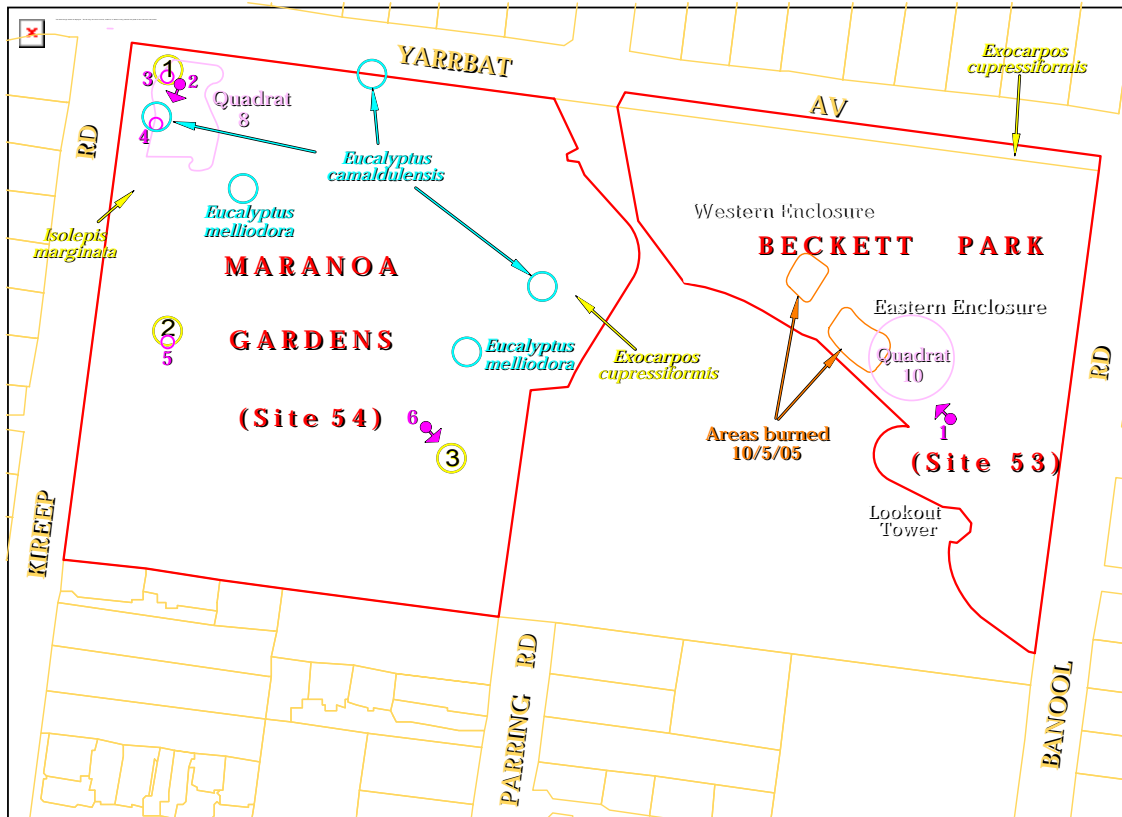 YARRBAT
AV
Exocarpos
cupressiformis
1
3
2
Quadrat
8
4
RD
Eucalyptus
camaldulensis
Eucalyptus
melliodora
Isolepis
marginata
Western Enclosure
BECKETT PARK
MARANOA
GARDENS
(Site 54)
2
5
Eucalyptus
melliodora
Exocarpos
cupressiformis
Eastern Enclosure
Quadrat
10
RD
6
3
Areas burned
10/5/05
1
(Site 53)
Lookout
Tower
KIREEP
PARRING RD
BANOOL